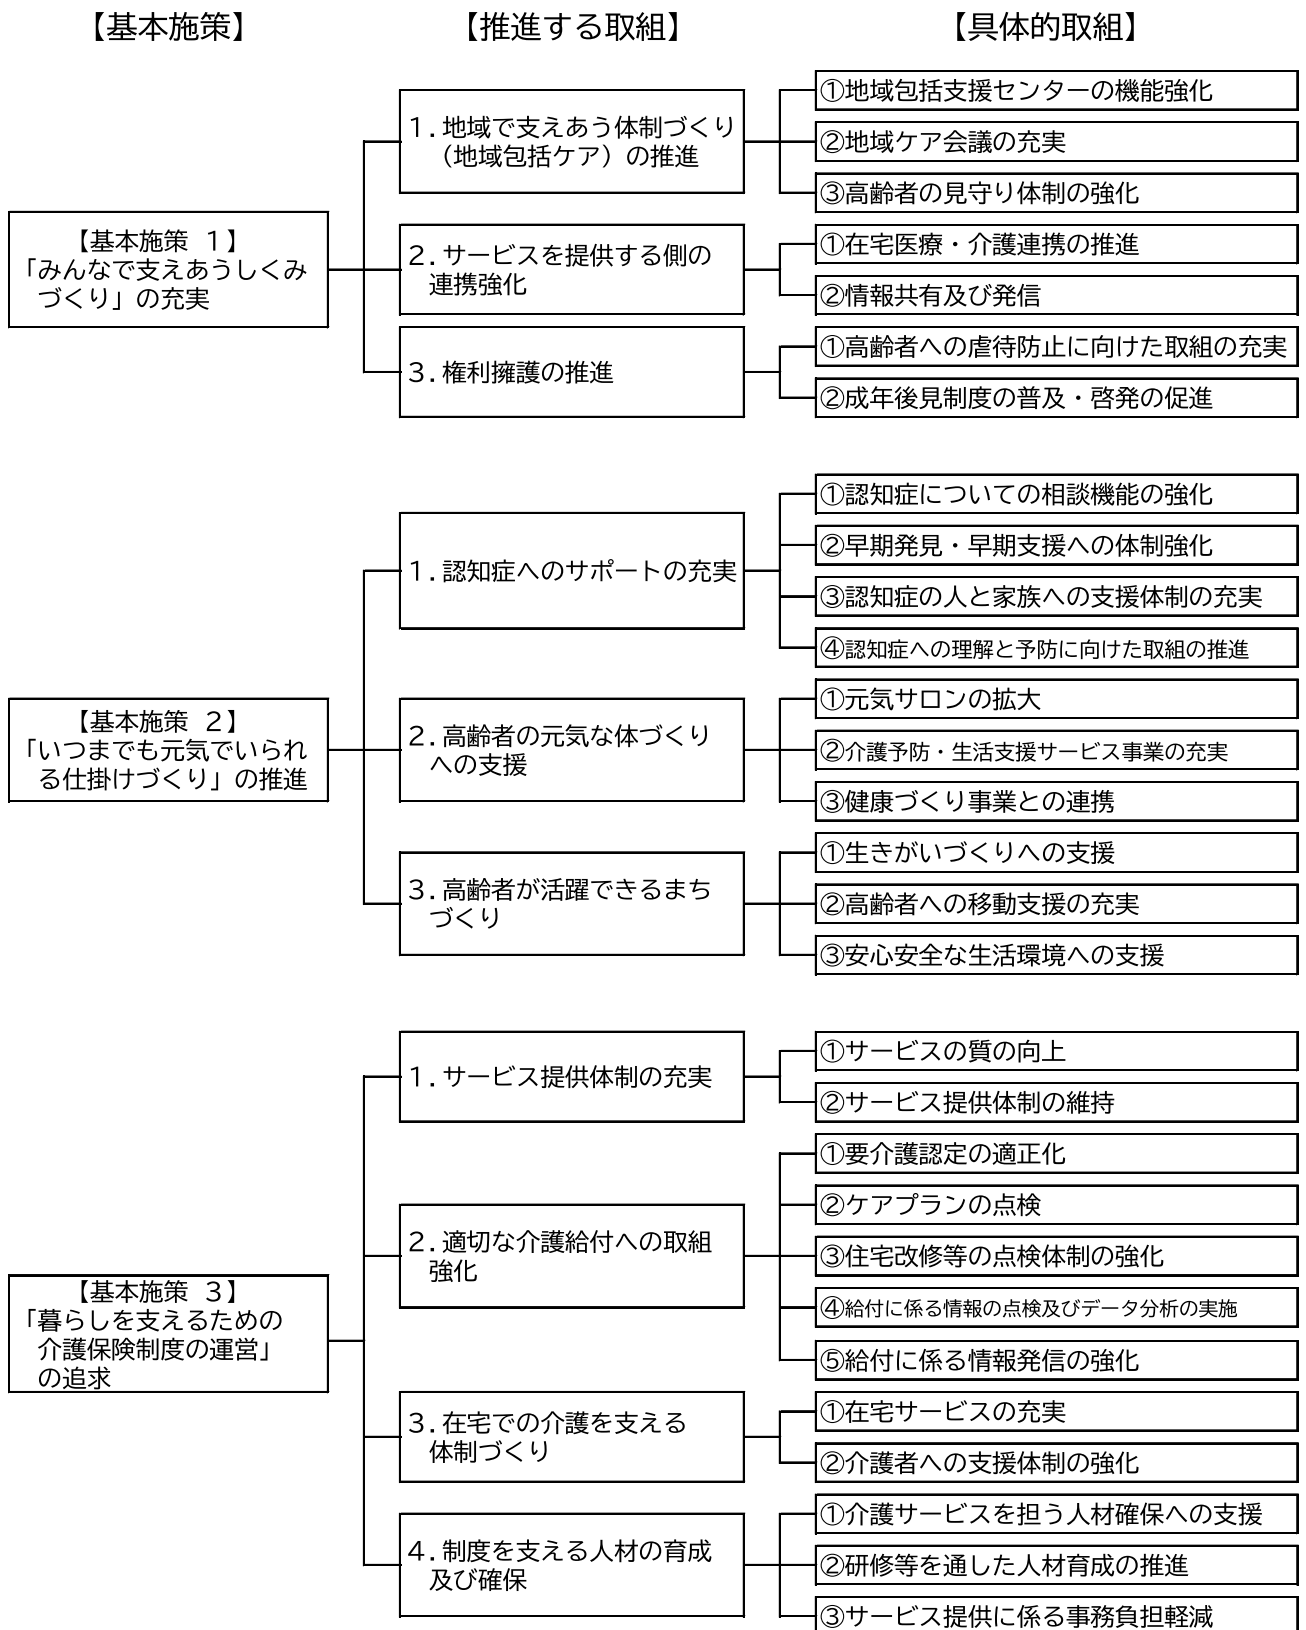 【基本施策】
【推進する取組】
【具体的取組】
【基本施策 1】
「みんなで支えあうしくみ
づくり」の充実
1．地域で支えあう体制づくり
（地域包括ケア）の推進
①地域包括支援センターの機能強化
②地域ケア会議の充実
③高齢者の見守り体制の強化
2．サービスを提供する側の
連携強化
①在宅医療・介護連携の推進
②情報共有及び発信
3．権利擁護の推進
①高齢者への虐待防止に向けた取組の充実
②成年後見制度の普及・啓発の促進
【基本施策 2】
「いつまでも元気でいられ
る仕掛けづくり」の推進
1．認知症へのサポートの充実
①認知症についての相談機能の強化
②早期発見・早期支援への体制強化
③認知症の人と家族への支援体制の充実
④認知症への理解と予防に向けた取組の推進
2．高齢者の元気な体づくり
への支援
①元気サロンの拡大
②介護予防・生活支援サービス事業の充実
③健康づくり事業との連携
3．高齢者が活躍できるまち
づくり
①生きがいづくりへの支援
②高齢者への移動支援の充実
③安心安全な生活環境への支援
【基本施策 3】
「暮らしを支えるための
介護保険制度の運営」
の追求
1．サービス提供体制の充実
①サービスの質の向上
②サービス提供体制の維持
2．適切な介護給付への取組
強化
①要介護認定の適正化
②ケアプランの点検
③住宅改修等の点検体制の強化
④給付に係る情報の点検及びデータ分析の実施
⑤給付に係る情報発信の強化
3．在宅での介護を支える
体制づくり
①在宅サービスの充実
②介護者への支援体制の強化
4．制度を支える人材の育成
及び確保
①介護サービスを担う人材確保への支援
②研修等を通した人材育成の推進
③サービス提供に係る事務負担軽減